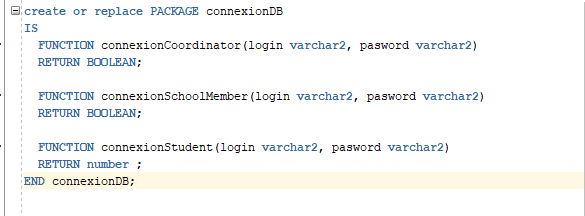 create or replace PACKAGE connexionDB
IS
FUNCTION connexionCoordinator(login varchar2, pasword varchar2)
RETURN BOOLEAN;
FUNCTION connexionSchoolMember(login varchar2, pasword varchar2)
RETURN BOOLEAN;
FUNCTION connexionStudent(login varchar2, pasword varchar2)
RETURN number ;
END connexionDB;